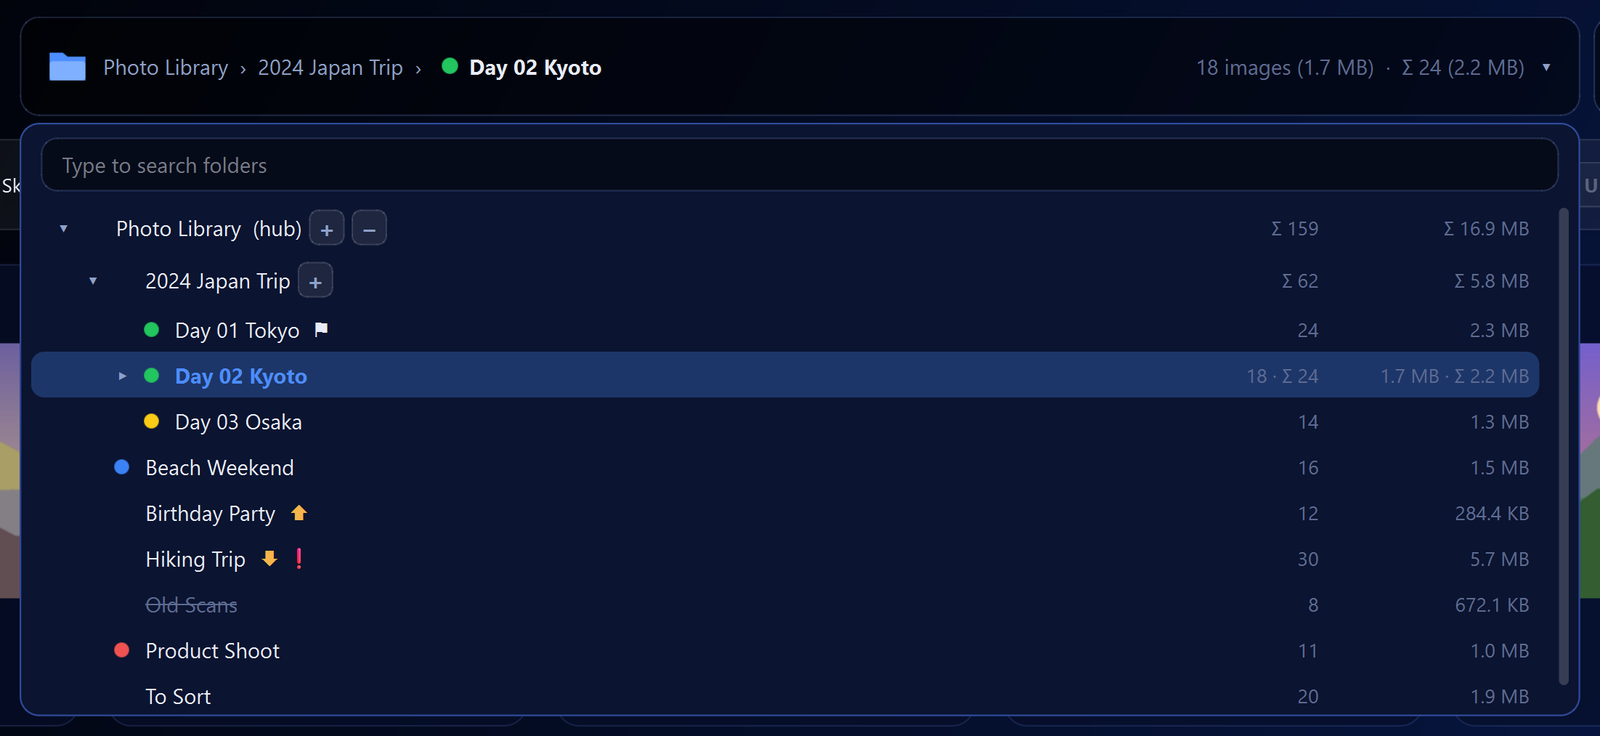 Photo Library › 2024 Japan Trip › Day 02 Kyoto 18 images (1.7 MB) · Σ 24 (2.2 MB)
Type to search folders
Sk
U
Photo Library (hub) + − Σ 159 Σ 16.9 MB
2024 Japan Trip + Σ 62 Σ 5.8 MB
Day 01 Tokyo 24 2.3 MB
Day 02 Kyoto 18 · Σ 24 1.7 MB · Σ 2.2 MB
Day 03 Osaka 14 1.3 MB
Beach Weekend 16 1.5 MB
Birthday Party 12 284.4 KB
Hiking Trip 30 5.7 MB
Old Scans 8 672.1 KB
Product Shoot 11 1.0 MB
To Sort 20 1.9 MB